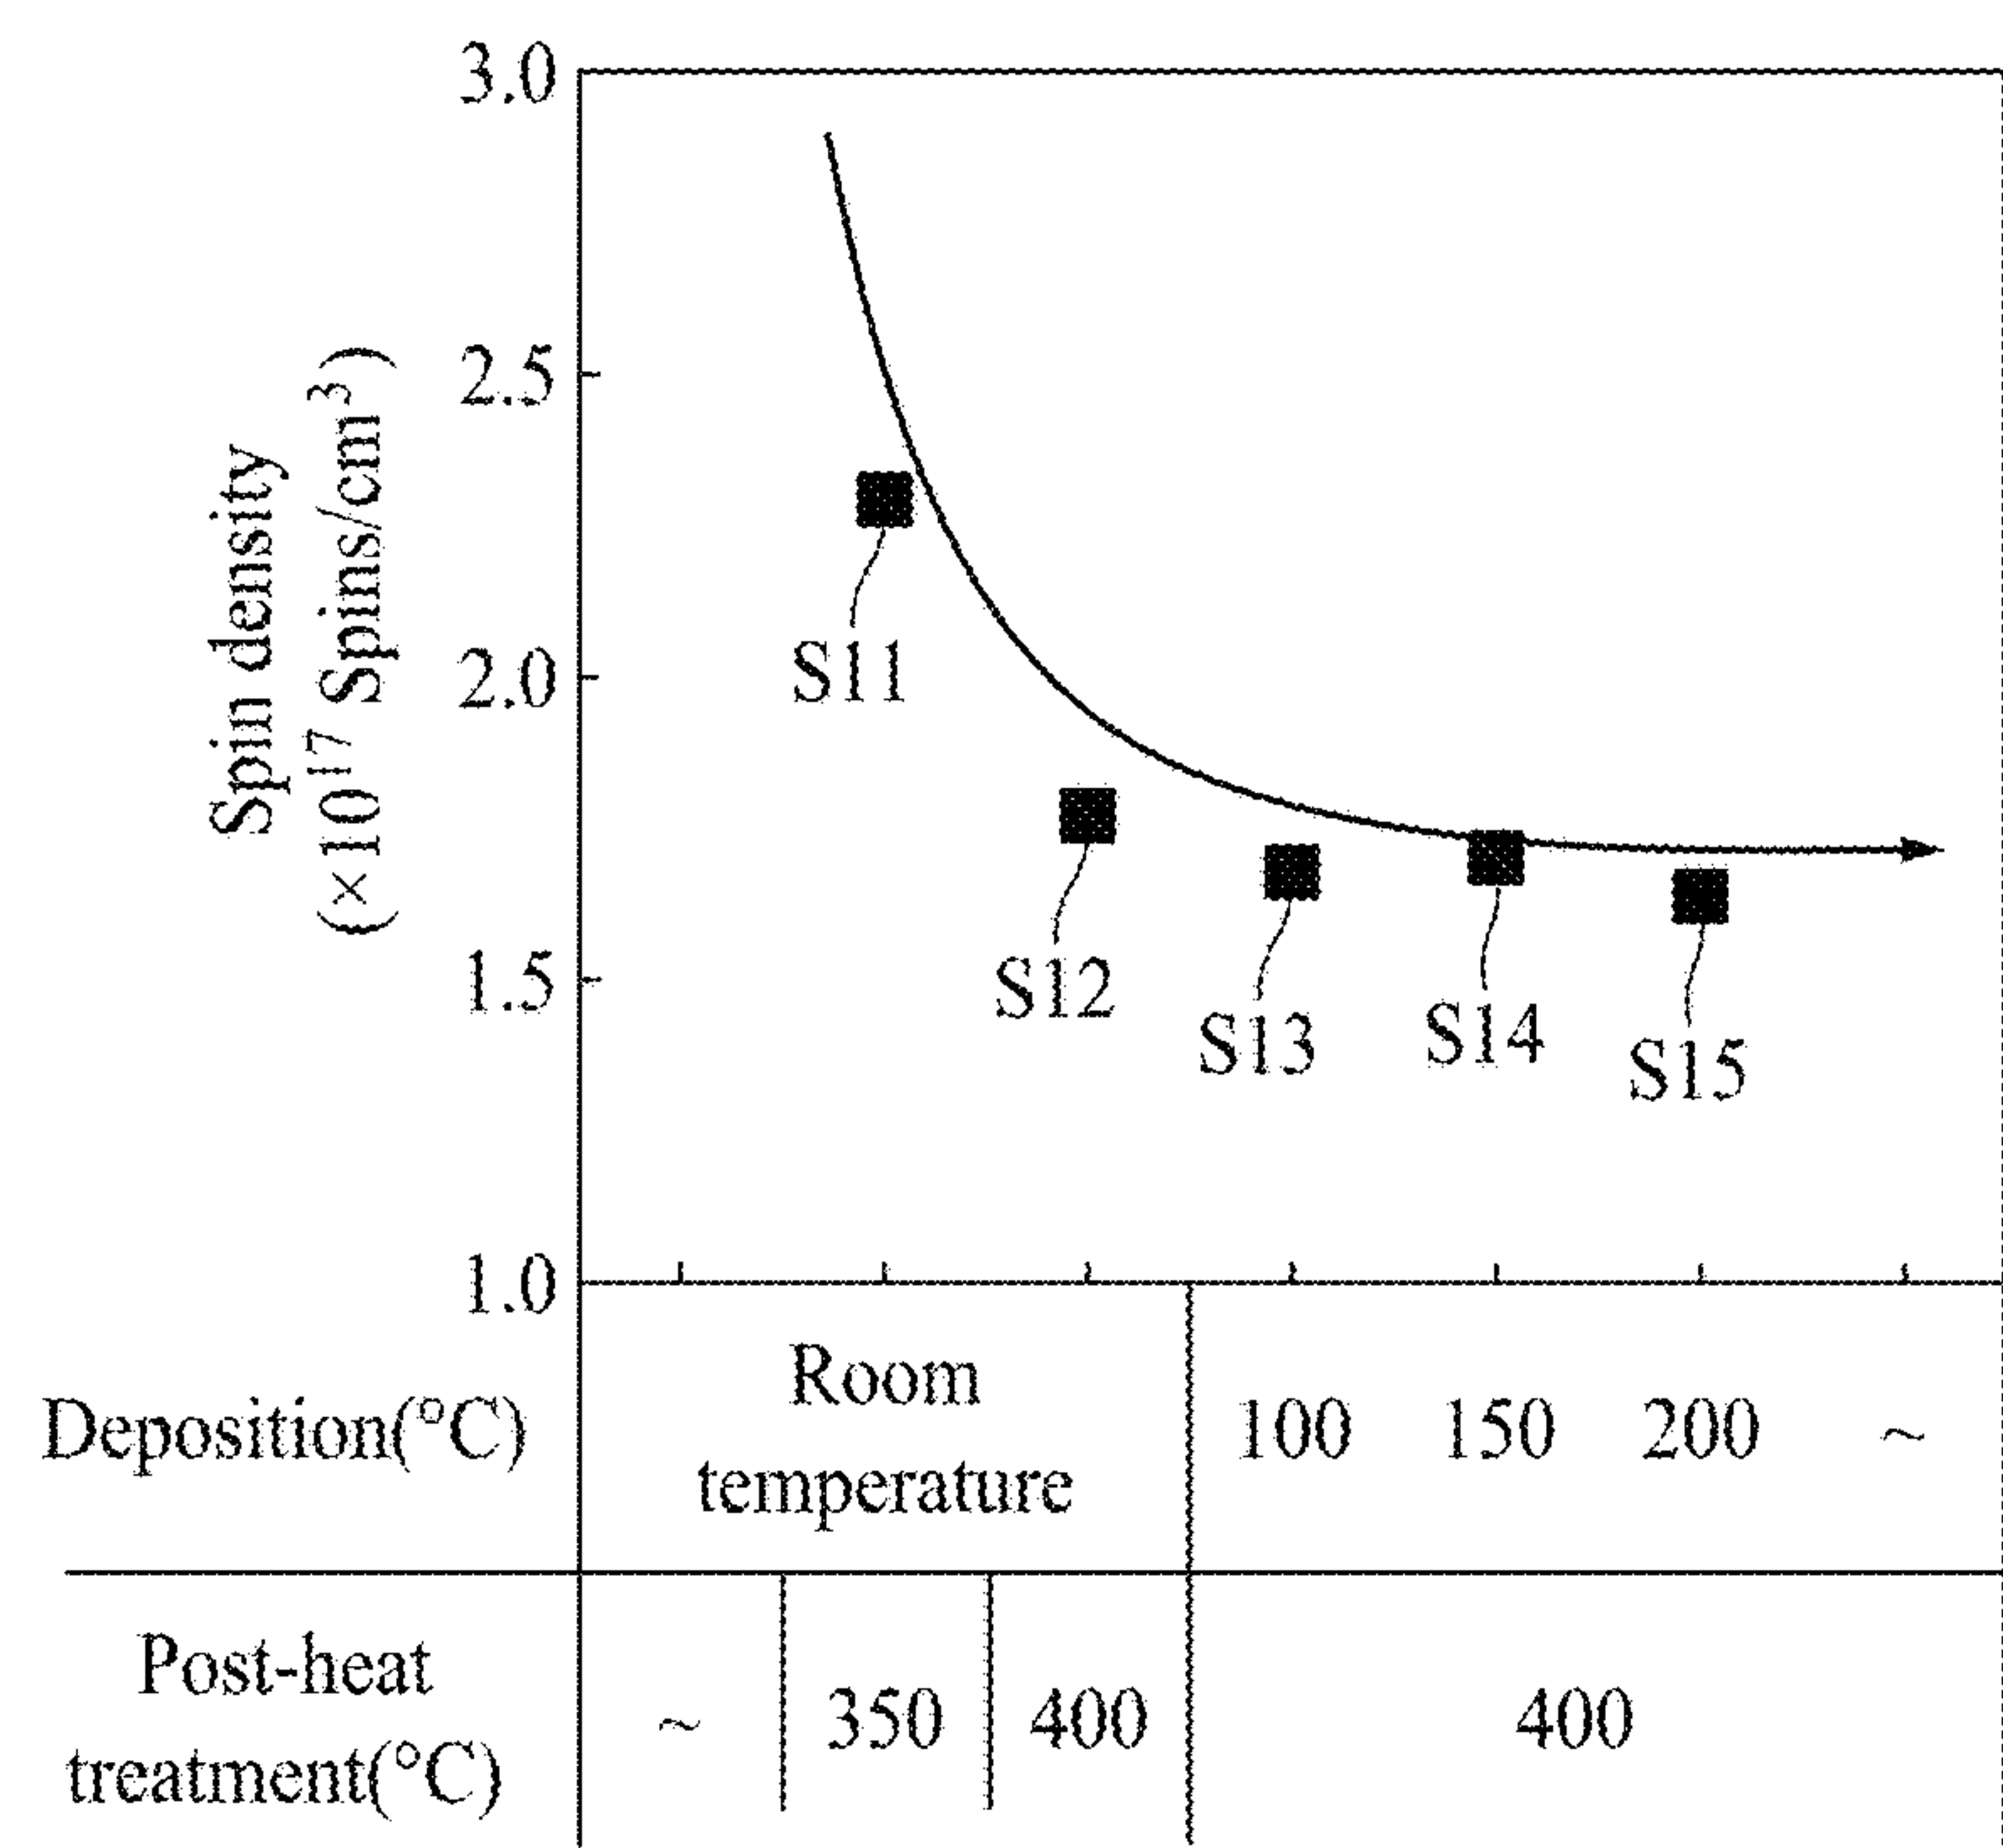 Spin density
(×10¹⁷ Spins/cm³)
3.0
2.5
2.0
1.5
1.0
S11
S12
S13
S14
S15
Deposition(°C)
Room
temperature
100 150 200 ~
Post-heat
treatment(°C)
~ 350 400 400